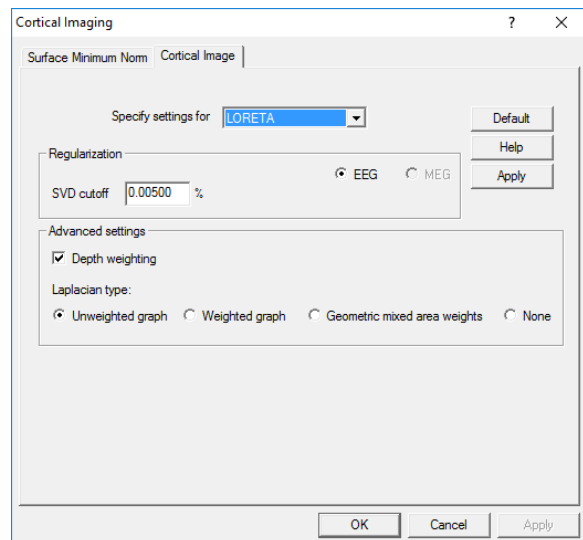 Cortical Imaging ?
Surface Minimum Norm Cortical Image
Specify settings for LORETA Default
Help
Regularization
EEG MEG Apply
SVD cutoff 0.00500 %
Advanced settings
Depth weighting
Laplacian type:
Unweighted graph Weighted graph Geometric mixed area weights None
OK Cancel Apply